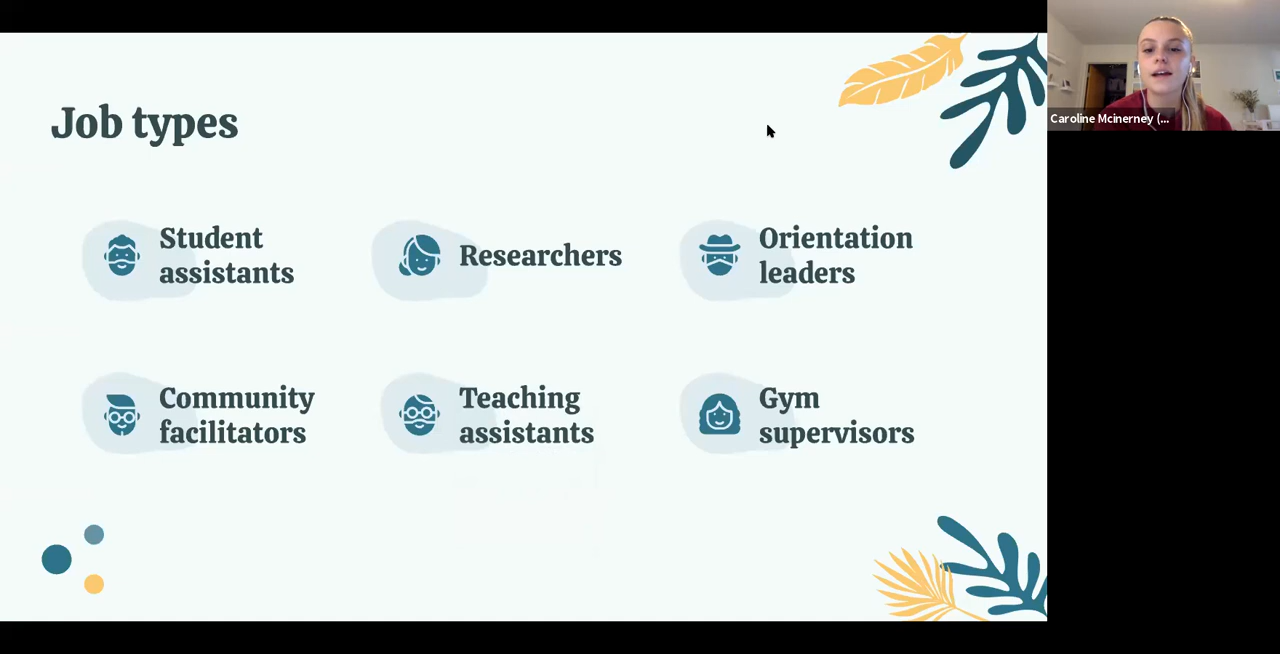 Job types
Student
assistants
Researchers
Orientation
leaders
Community
facilitators
Teaching
assistants
Gym
supervisors
Caroline Mcinerney (...